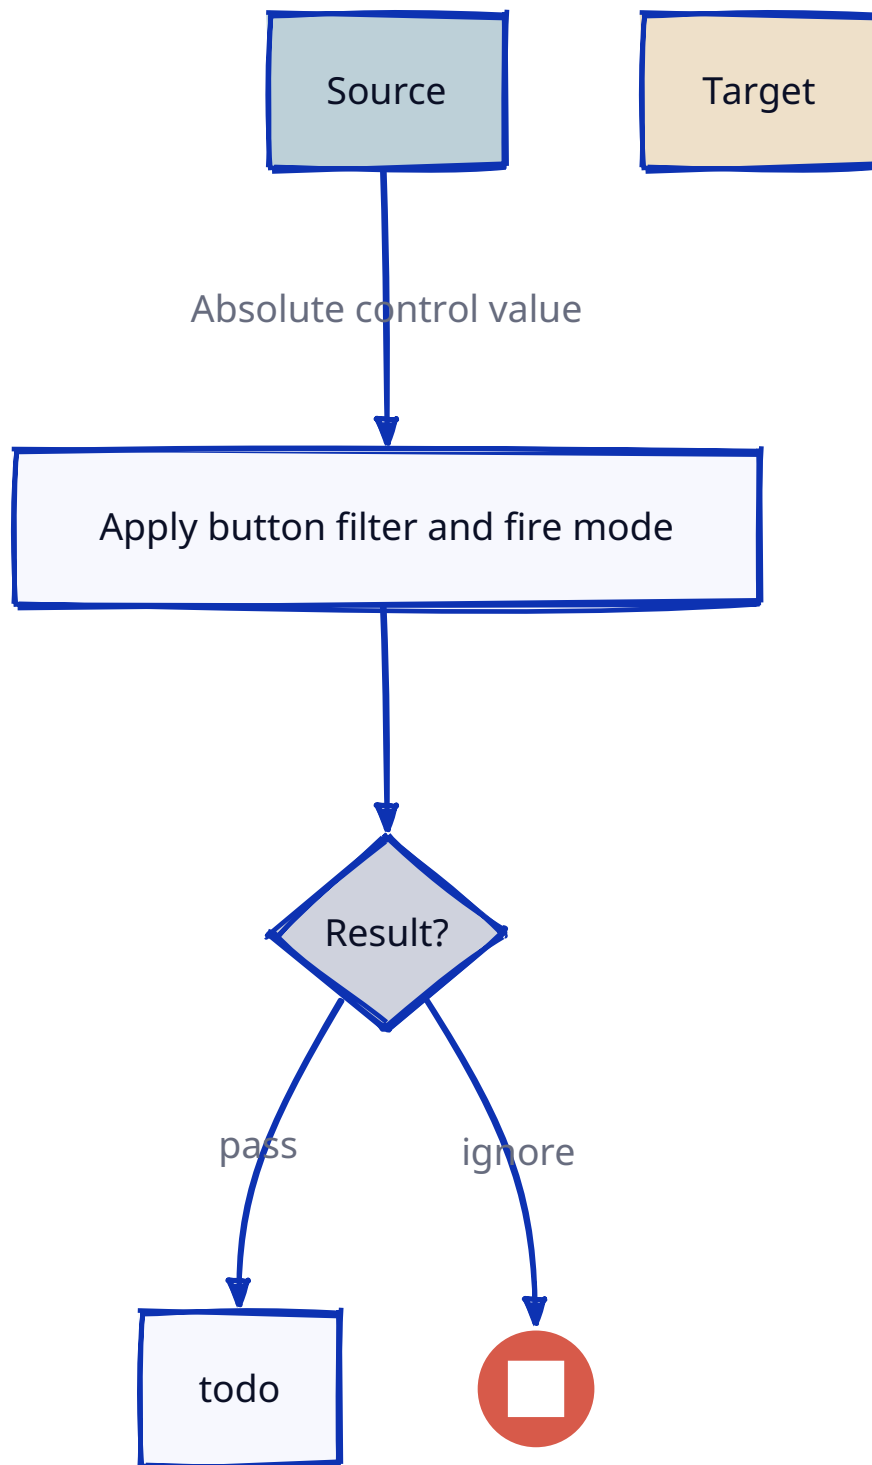 Source
Target
Absolute control value
Apply button filter and fire mode
Result?
pass
ignore
todo